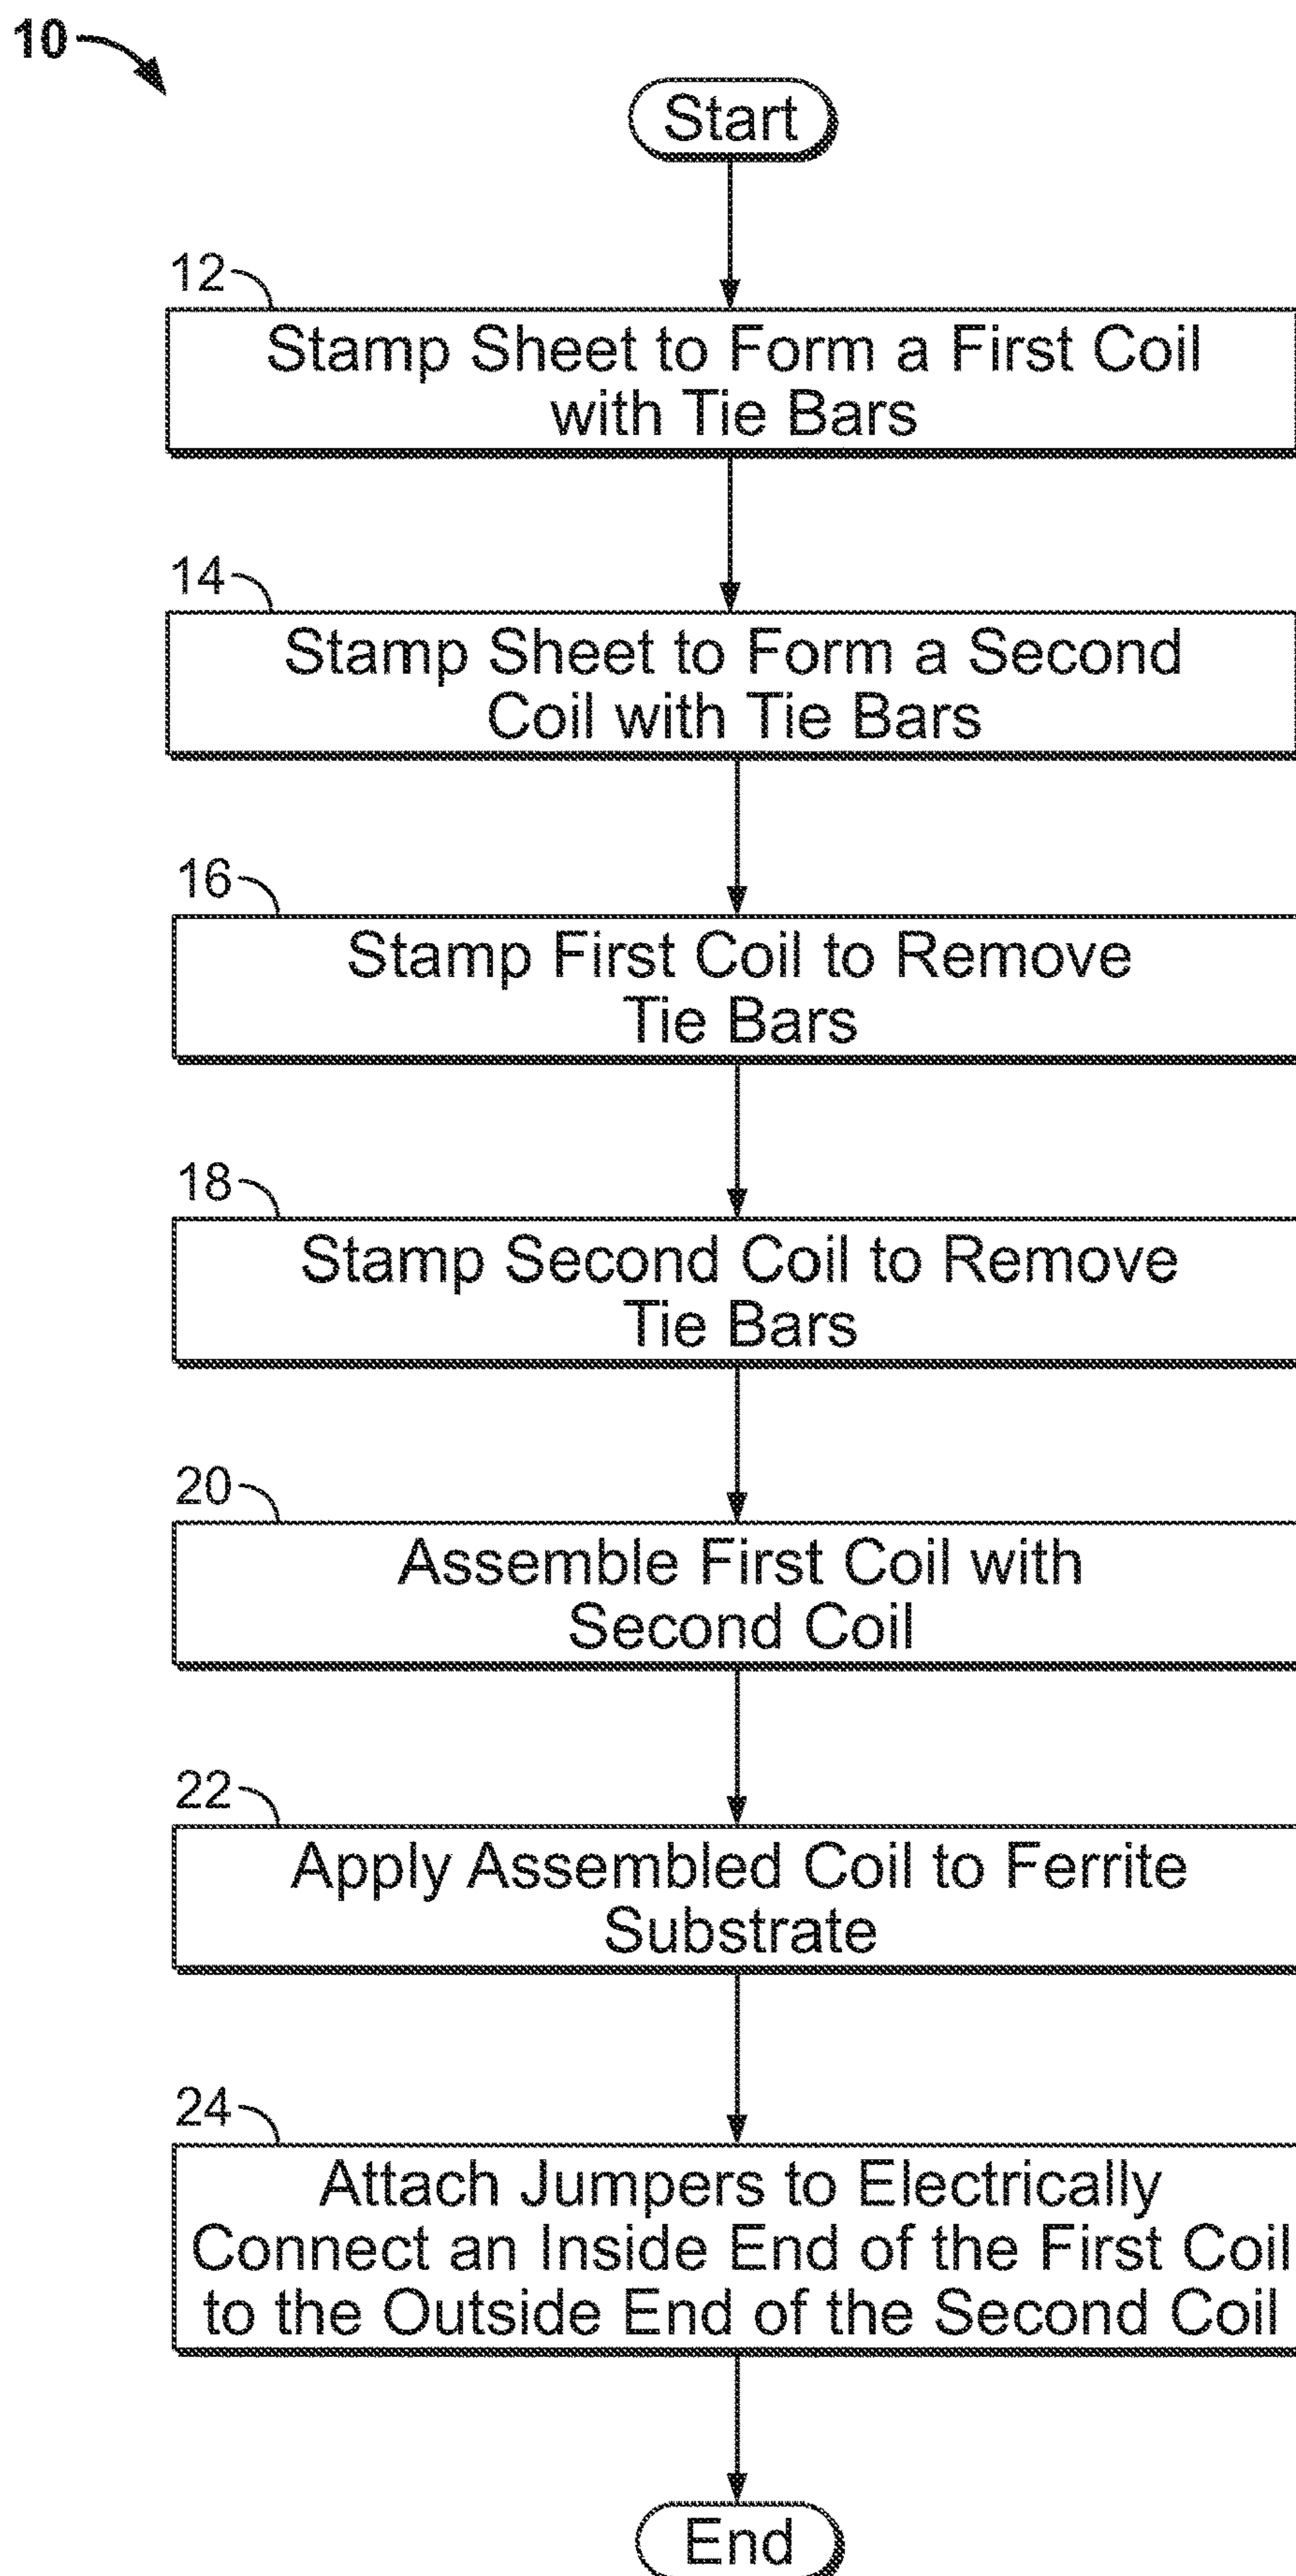 10
Start
12
Stamp Sheet to Form a First Coil
with Tie Bars
14
Stamp Sheet to Form a Second
Coil with Tie Bars
16
Stamp First Coil to Remove
Tie Bars
18
Stamp Second Coil to Remove
Tie Bars
20
Assemble First Coil with
Second Coil
22
Apply Assembled Coil to Ferrite
Substrate
24
Attach Jumpers to Electrically
Connect an Inside End of the First Coil
to the Outside End of the Second Coil
End